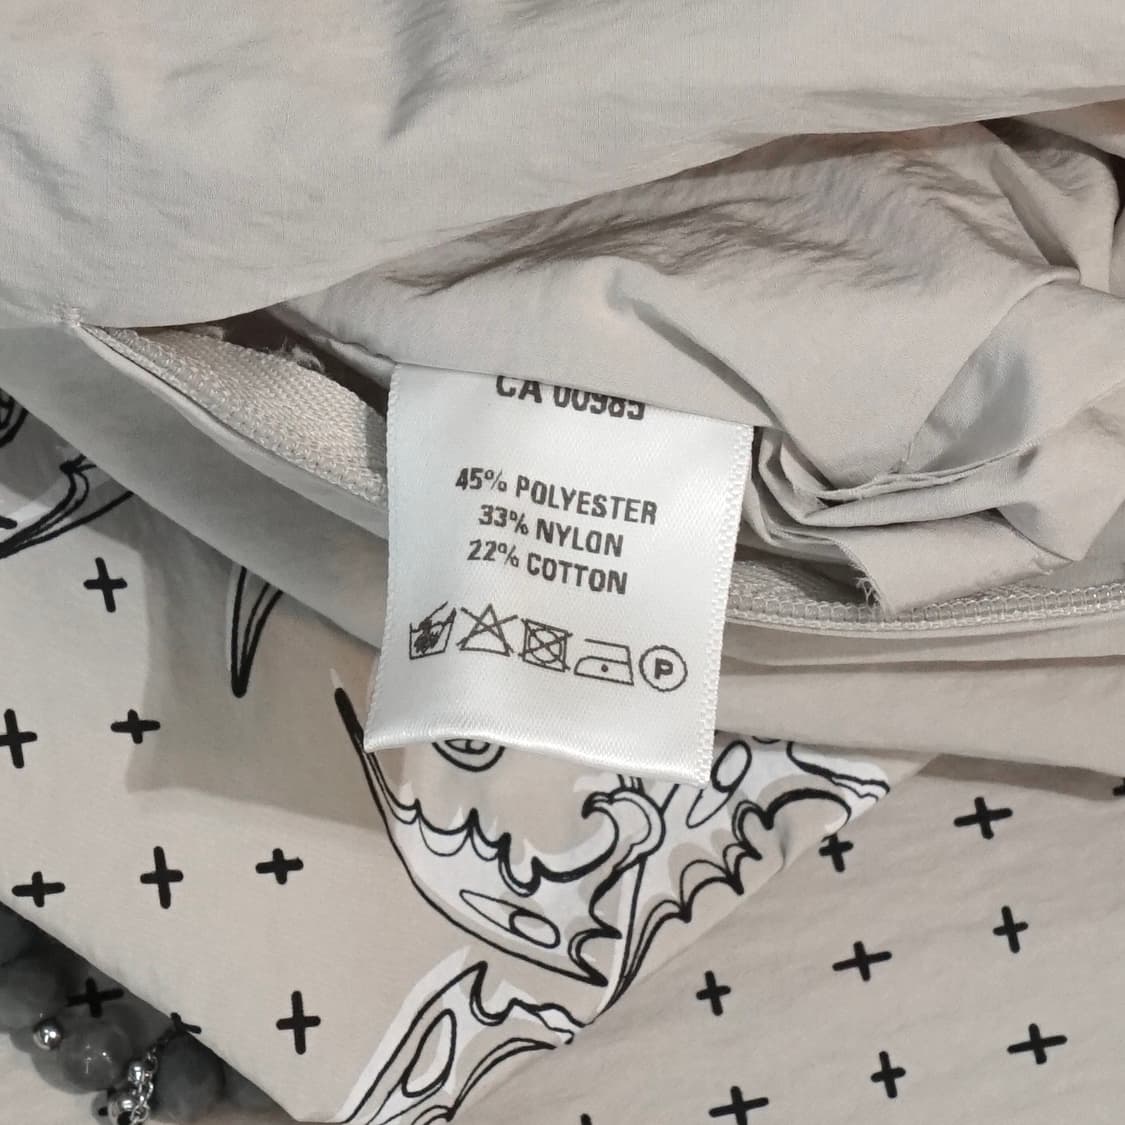 CA 00985
45% POLYESTER
33% NYLON
22% COTTON
P